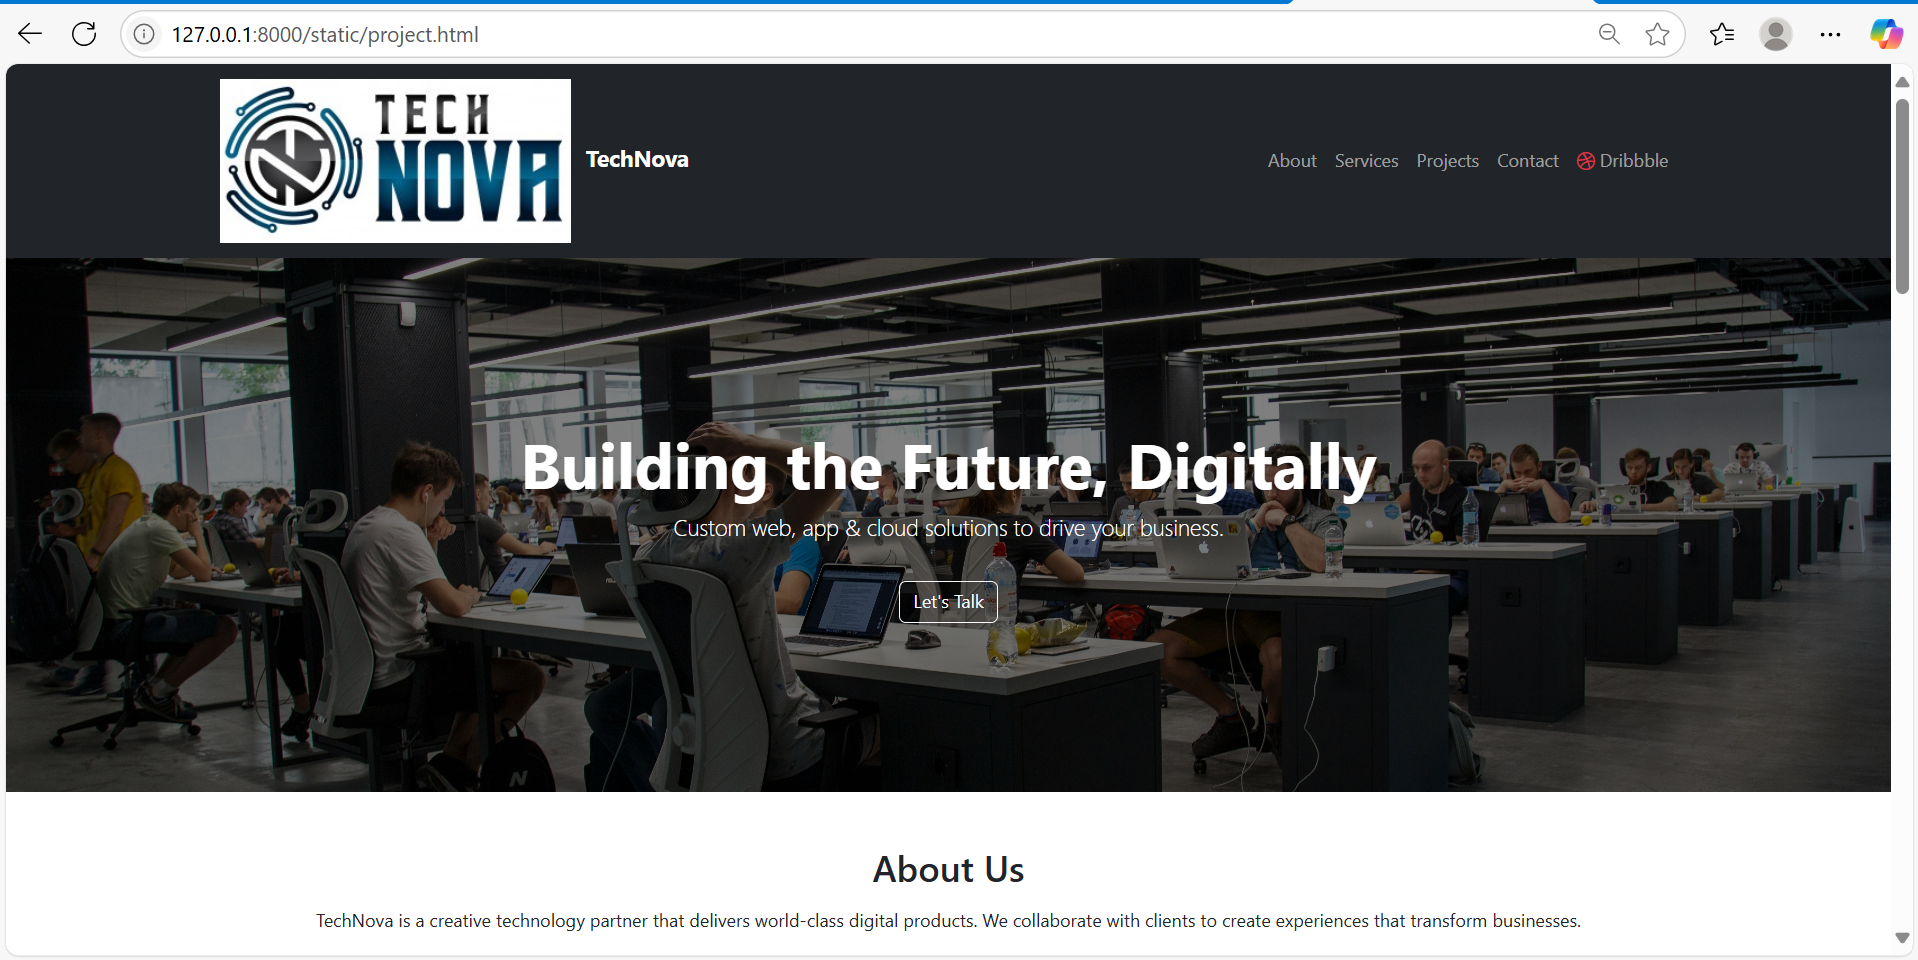 127.0.0.1:8000/static/project.html
TECH
NOVA
TechNova
About Services Projects Contact Dribbble
Building the Future, Digitally
Custom web, app & cloud solutions to drive your business.
Let's Talk
N
About Us
TechNova is a creative technology partner that delivers world-class digital products. We collaborate with clients to create experiences that transform businesses.